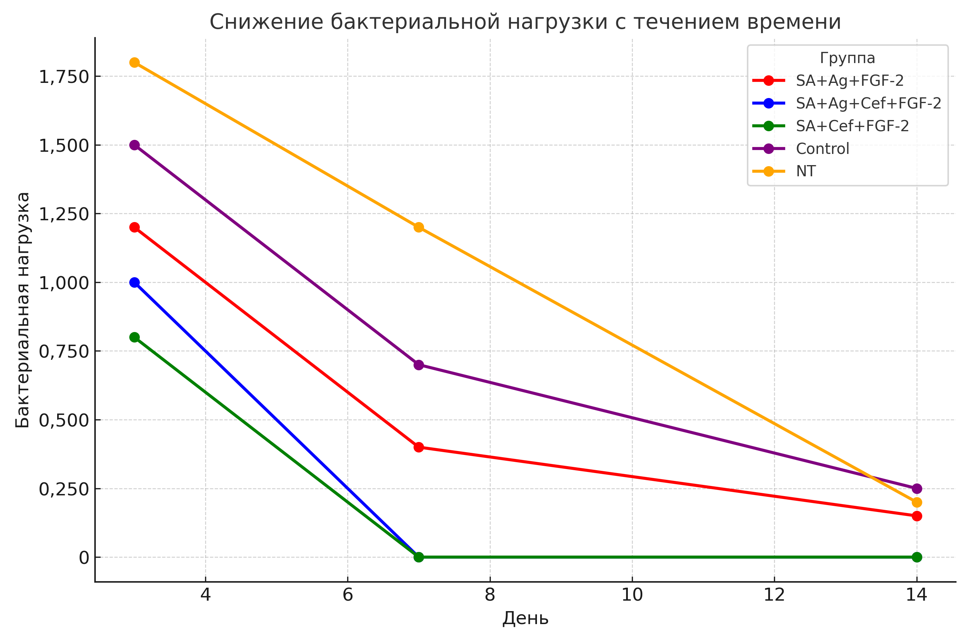 Снижение бактериальной нагрузки с течением времени
Бактериальная нагрузка
1,750
1,500
1,250
1,000
0,750
0,500
0,250
0
Группа
SA+Ag+FGF-2
SA+Ag+Cef+FGF-2
SA+Cef+FGF-2
Control
NT
4 6 8 10 12 14
День